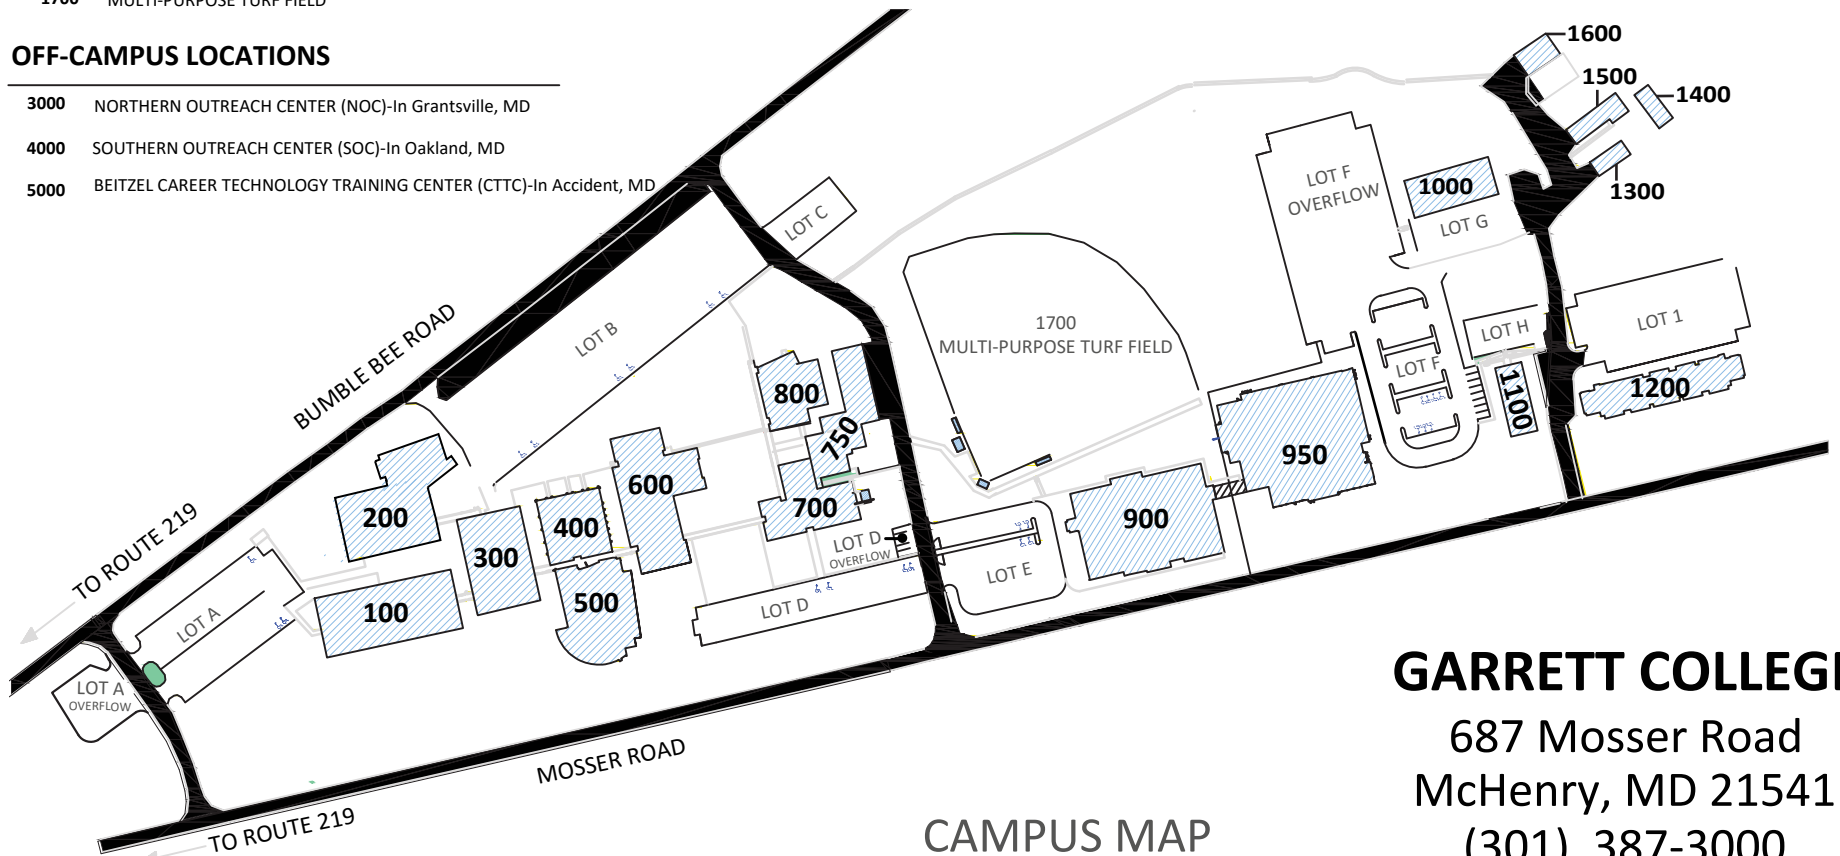 1700 MULTI-PURPOSE TURF FIELD
OFF-CAMPUS LOCATIONS
3000 NORTHERN OUTREACH CENTER (NOC)-In Grantsville, MD
4000 SOUTHERN OUTREACH CENTER (SOC)-In Oakland, MD
5000 BEITZEL CAREER TECHNOLOGY TRAINING CENTER (CTTC)-In Accident, MD
1600
1500
1400
1300
LOT F
OVERFLOW
1000
LOT G
LOT C
BUMBLE BEE ROAD
LOT B
1700
MULTI-PURPOSE TURF FIELD
LOT H
LOT 1
LOT F
1100
1200
800
750
950
600
700
900
200
400
300
500
100
LOT D
OVERFLOW
LOT E
LOT D
TO ROUTE 219
LOT A
LOT A
OVERFLOW
MOSSER ROAD
TO ROUTE 219
CAMPUS MAP
GARRETT COLLEG
687 Mosser Road
McHenry, MD 21541
(301) 387-3000